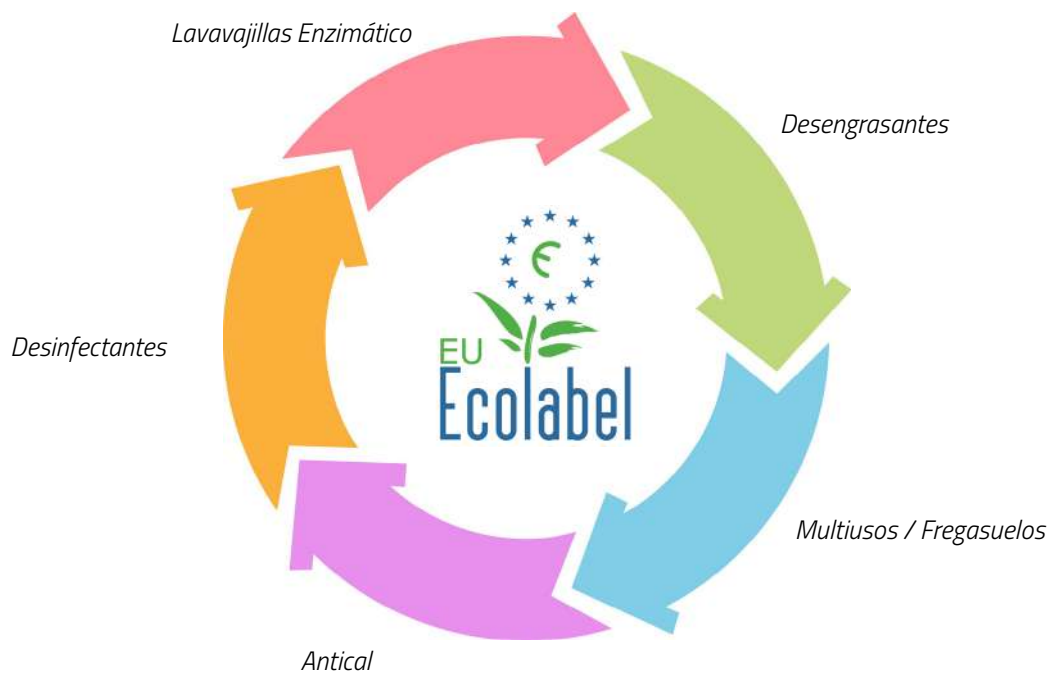 Lavavajillas Enzimático
Desengrasantes
Desinfectantes
EU
Ecolabel
Multiusos / Fregasuelos
Antical